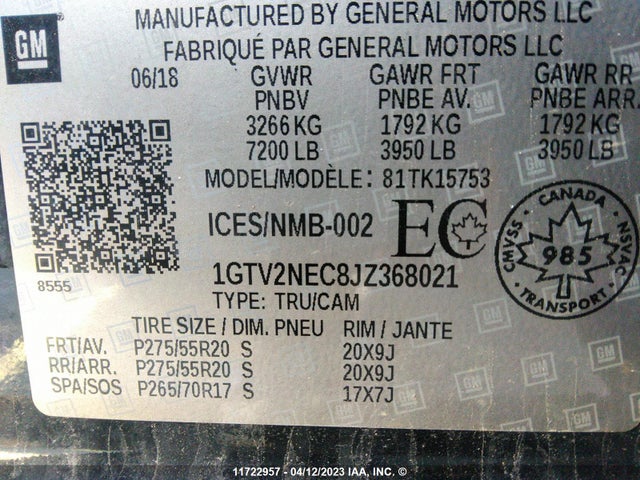 MANUFACTURED BY GENERAL MOTORS LLC
FABRIQUÉ PAR GENERAL MOTORS LLC
GM
06/18 GVWR GAWR FRT GAWR RR
PNBV PNBE AV. PNBE ARR.
3266 KG 1792 KG 1792 KG
7200 LB 3950 LB 3950 LB
MODEL/MODÈLE: 81TK15753
ICES/NMB-002 EC
CANADA
CMVSS 985 NSVAC
TRANSPORT
8555
1GTV2NEC8JZ368021
TYPE: TRU/CAM
TIRE SIZE / DIM. PNEU RIM / JANTE
FRT/AV. P275/55R20 S 20X9J
RR/ARR. P275/55R20 S 20X9J
SPA/SOS P265/70R17 S 17X7J
11722957 - 04/12/2023 IAA, INC. ©